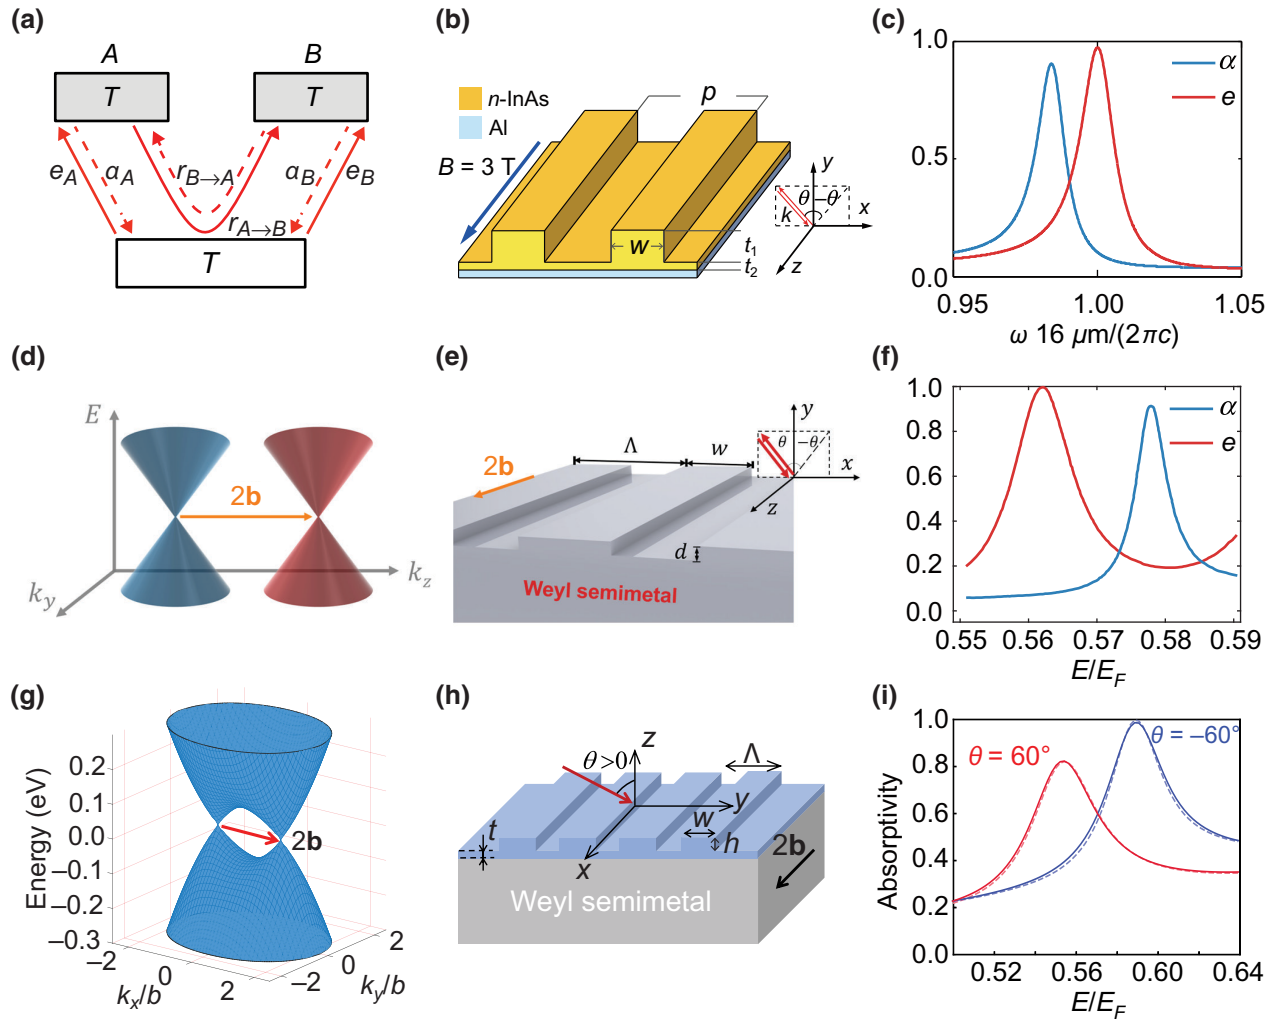 (a)
A
B
T
T
e_A
α_A
r_{B→A}
α_B
e_B
r_{A→B}
T
(b)
n-InAs
Al
B = 3 T
p
w
t_1
t_2
y
θ
–θ
k
x
z
(c)
1.0
0.5
0.0
α
e
0.95
1.00
1.05
ω 16 μm/(2πc)
(d)
E
2b
k_y
k_z
(e)
2b
Λ
w
d
Weyl semimetal
y
θ
–θ
x
z
(f)
1.0
0.8
0.6
0.4
0.2
0.0
α
e
0.55
0.56
0.57
0.58
0.59
E/E_F
(g)
Energy (eV)
0.2
0.1
0.0
–0.1
–0.2
–0.3
2b
–2
0
2
k_x/b
–2
0
2
k_y/b
(h)
θ>0
z
Λ
y
w
h
t
x
2b
Weyl semimetal
(i)
Absorptivity
1.0
0.8
0.6
0.4
0.2
0.0
θ = 60°
θ = –60°
0.52
0.56
0.60
0.64
E/E_F